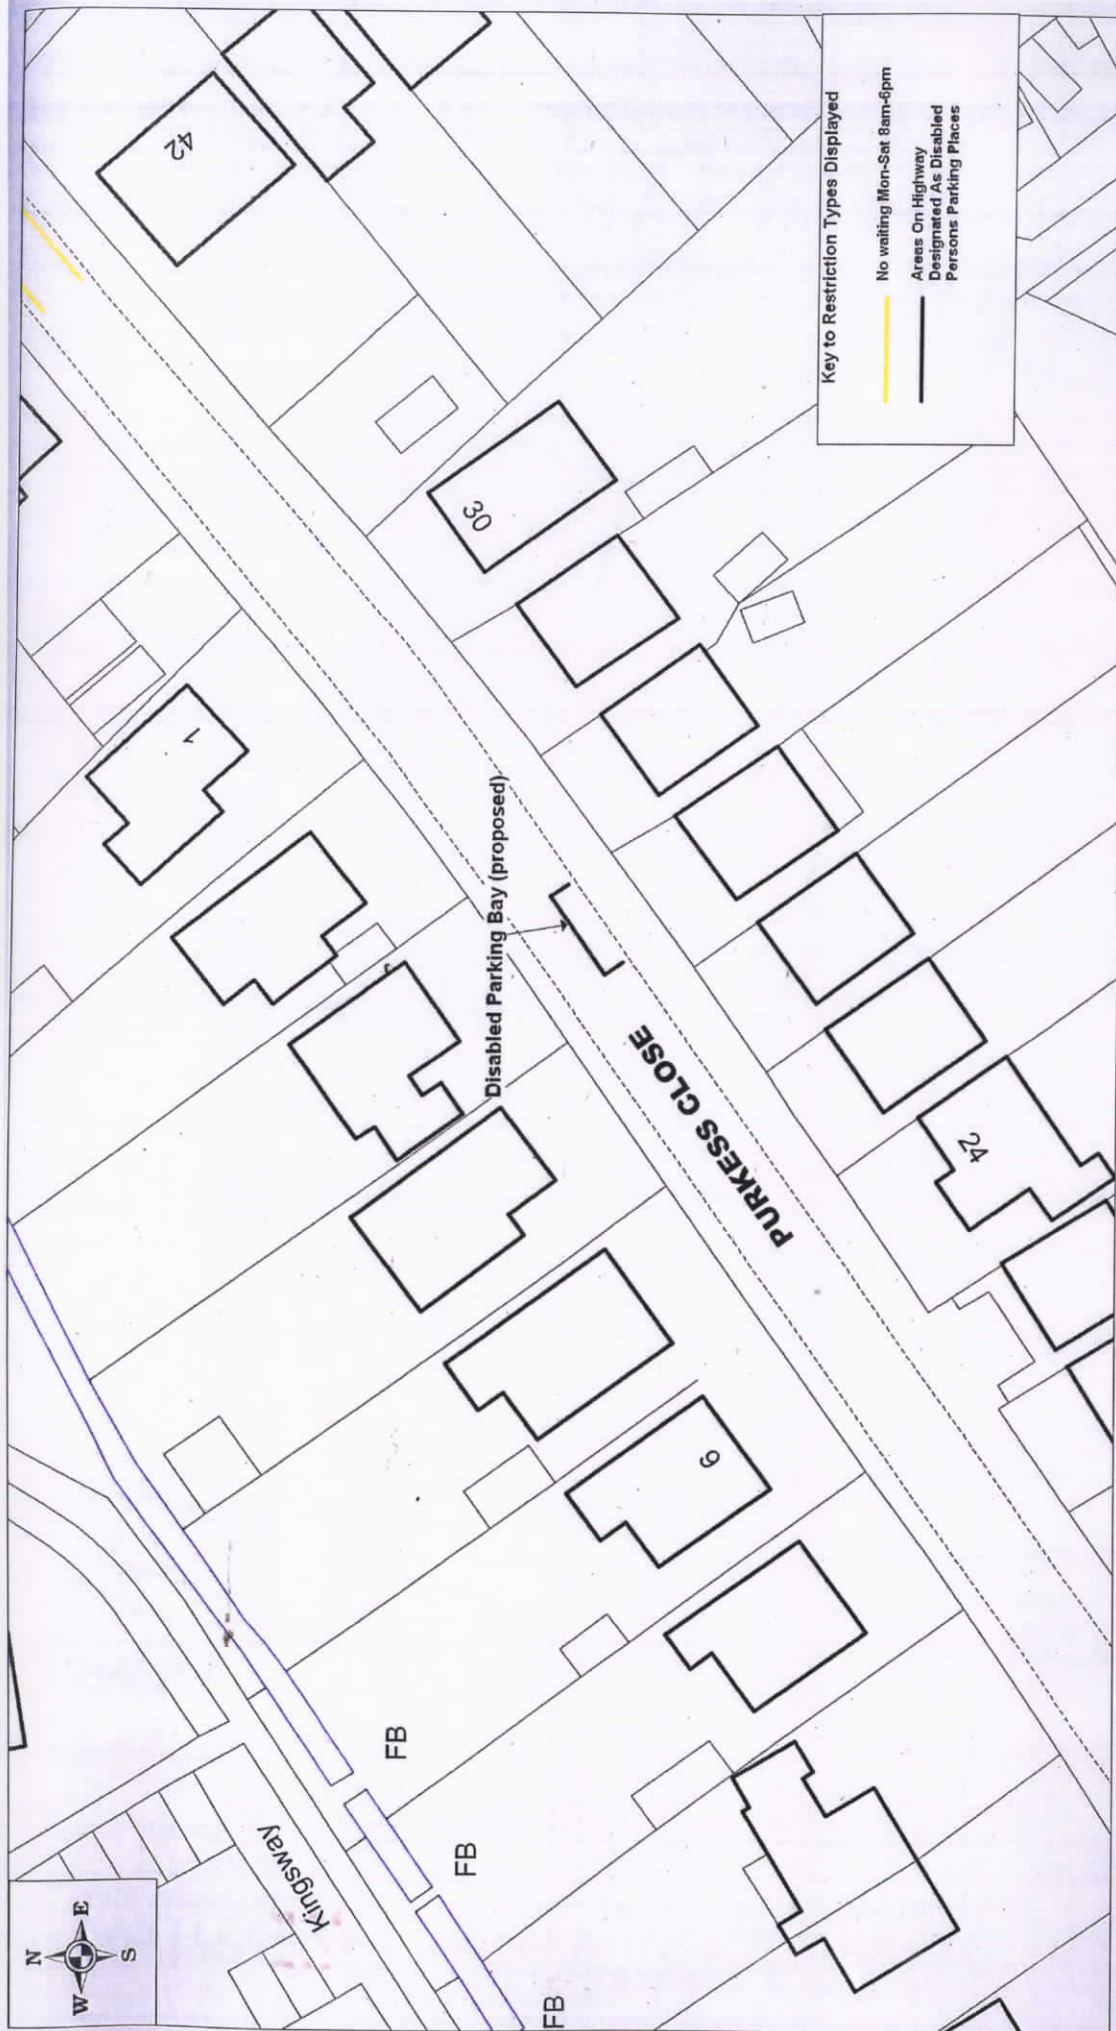 Key to Restriction Types Displayed
No waiting Mon-Sat 8am-6pm
Areas On Highway
Designated As Disabled
Persons Parking Places
42
30
1
Disabled Parking Bay (proposed)
PURKESS CLOSE
24
9
FB
FB
FB
Kingsway
N
W
E
S